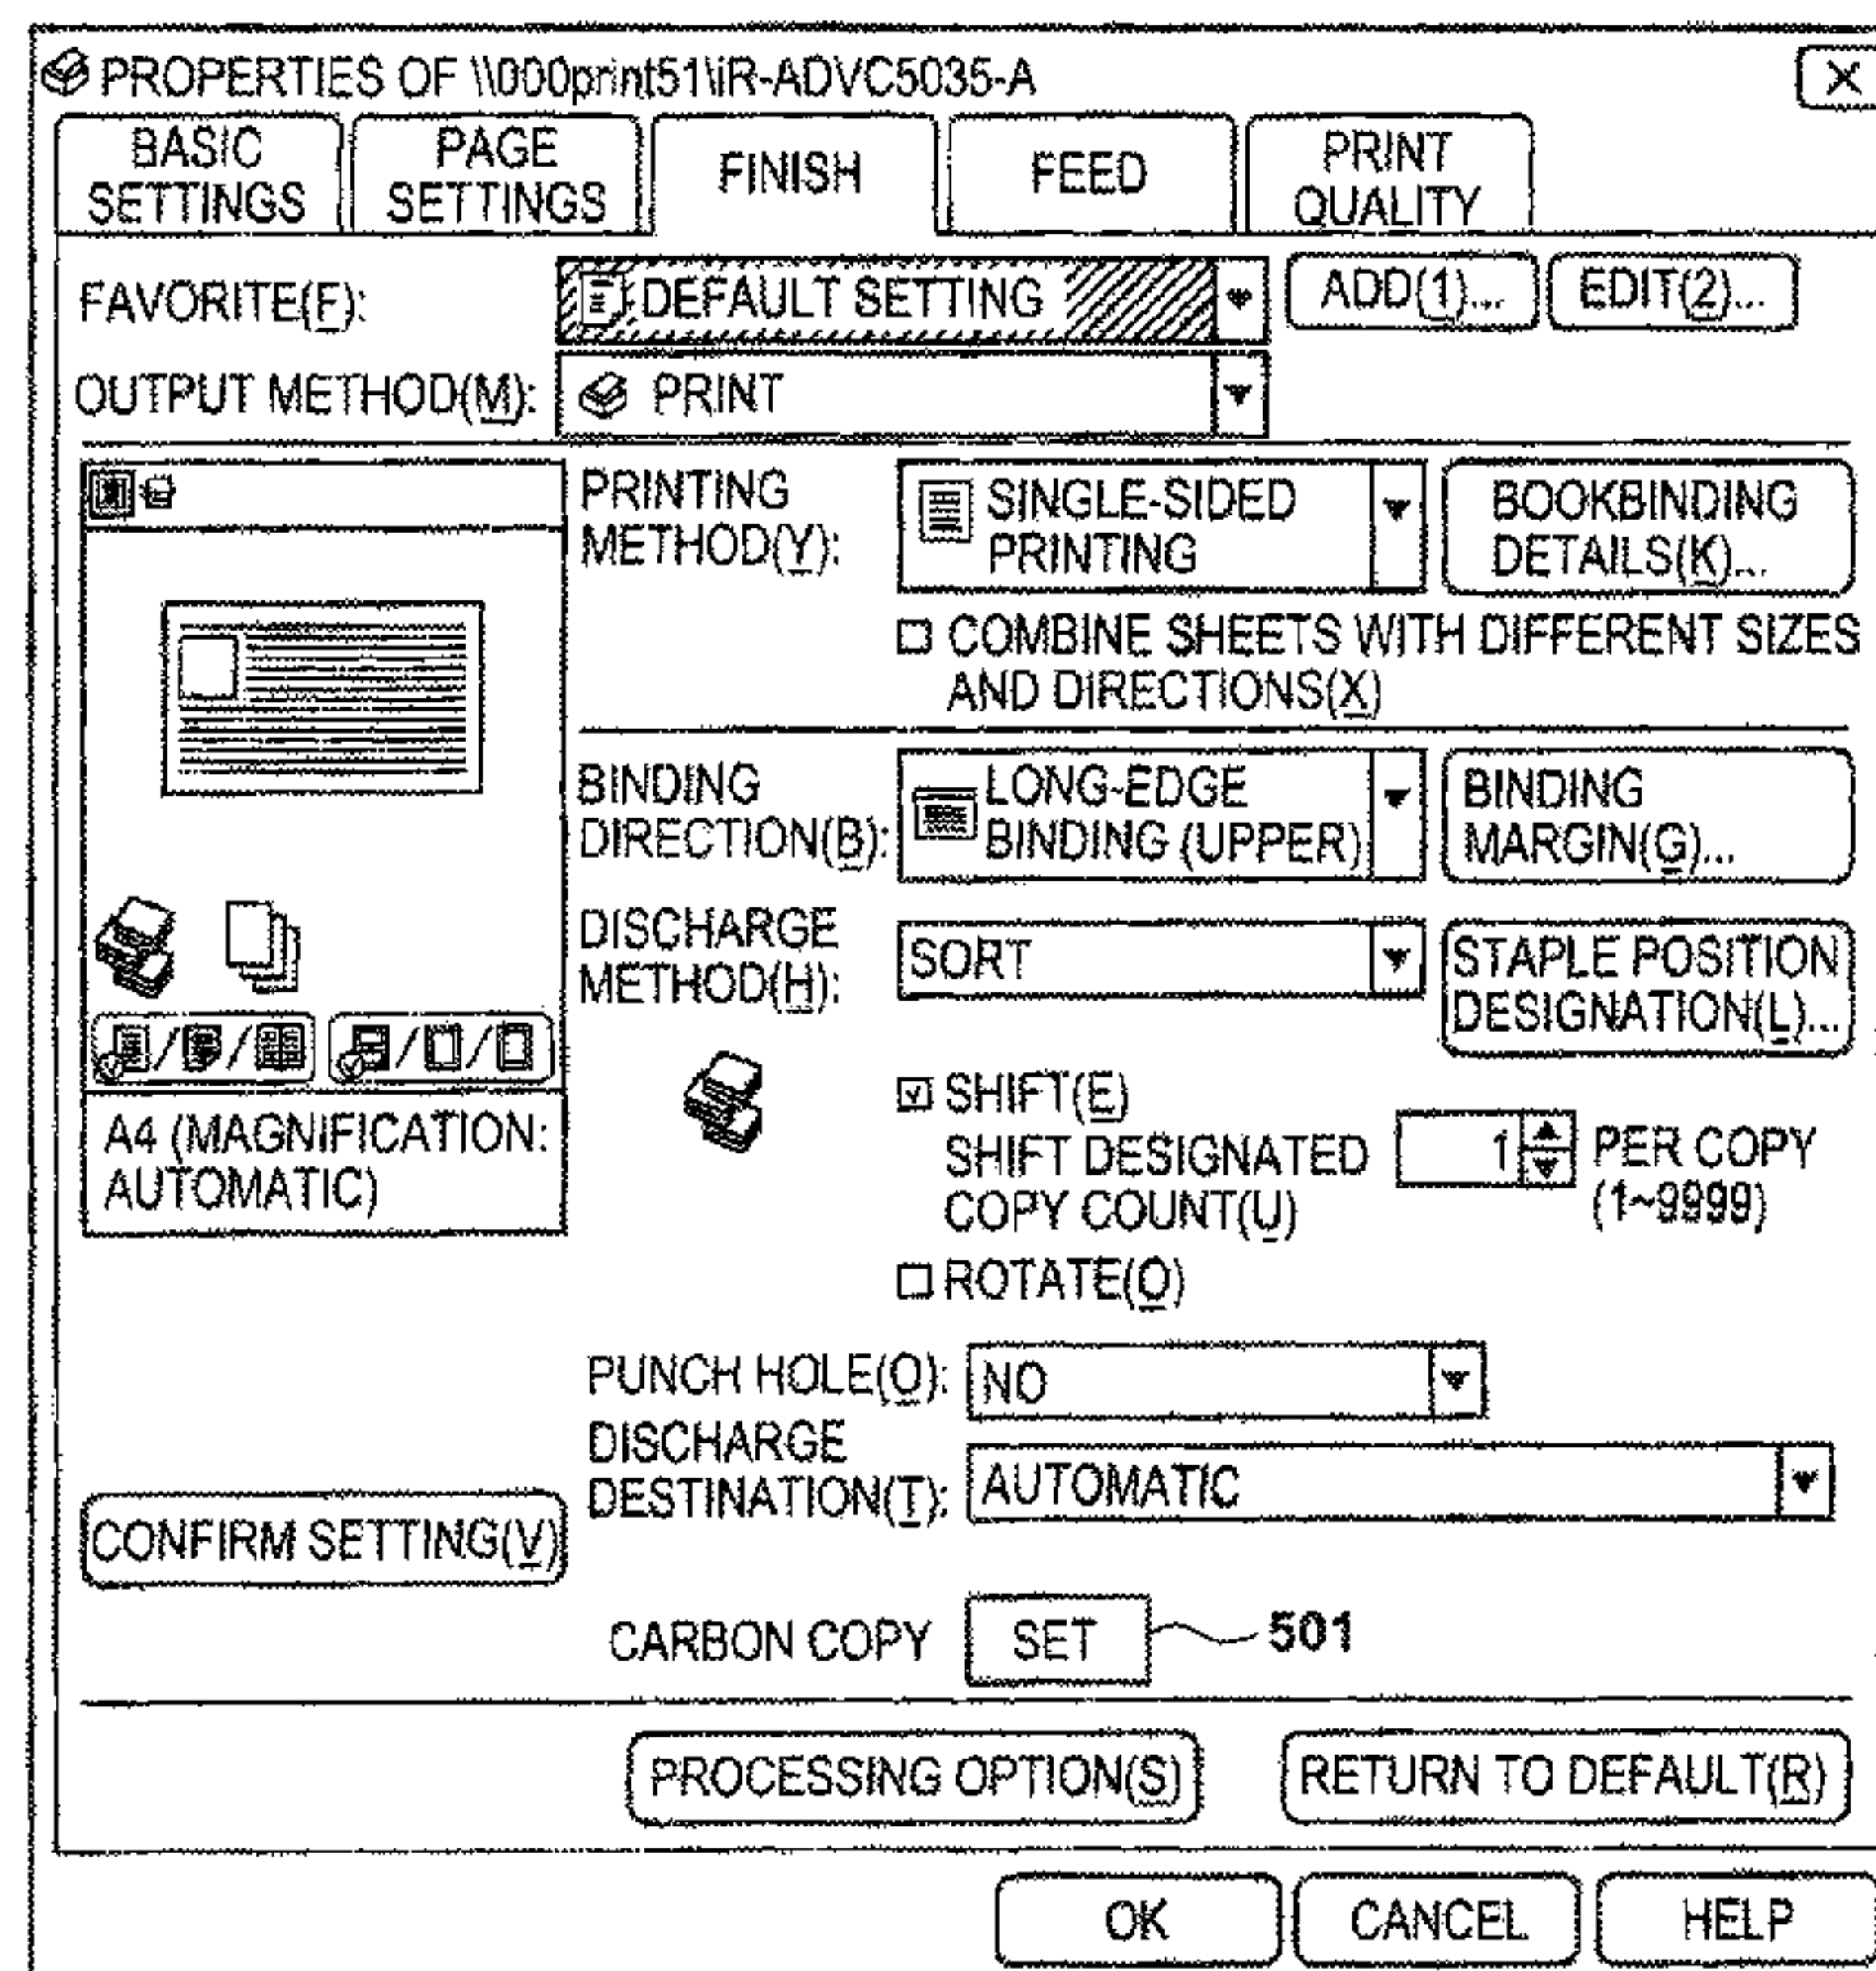 PROPERTIES OF \\000print51\iR-ADVC5035-A
X
BASIC
SETTINGS
PAGE
SETTINGS
FINISH
FEED
PRINT
QUALITY
FAVORITE(F):
DEFAULT SETTING
ADD(1)...
EDIT(2)...
OUTPUT METHOD(M):
PRINT
PRINTING
METHOD(Y):
SINGLE-SIDED
PRINTING
BOOKBINDING
DETAILS(K)...
COMBINE SHEETS WITH DIFFERENT SIZES
AND DIRECTIONS(X)
BINDING
DIRECTION(B):
LONG-EDGE
BINDING (UPPER)
BINDING
MARGIN(G)...
DISCHARGE
METHOD(H):
SORT
STAPLE POSITION
DESIGNATION(L)...
A4 (MAGNIFICATION:
AUTOMATIC)
SHIFT(E)
SHIFT DESIGNATED
COPY COUNT(U)
1
PER COPY
(1~9999)
ROTATE(O)
PUNCH HOLE(O):
NO
DISCHARGE
DESTINATION(T):
AUTOMATIC
CONFIRM SETTING(V)
CARBON COPY
SET
501
PROCESSING OPTION(S)
RETURN TO DEFAULT(R)
OK
CANCEL
HELP